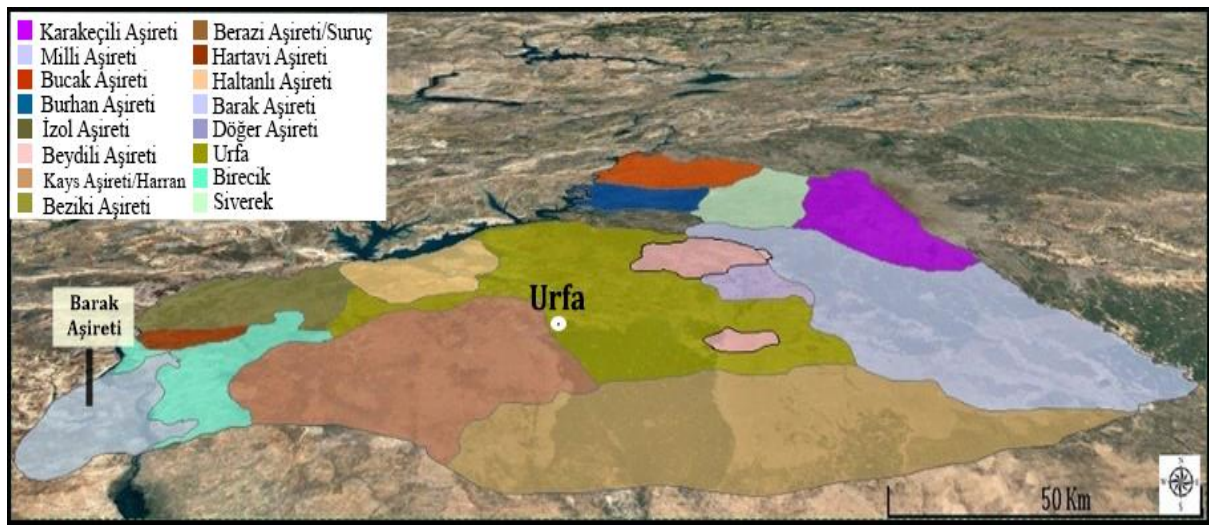 Karakeçili Aşireti
Milli Aşireti
Bucak Aşireti
Burhan Aşireti
İzol Aşireti
Beydili Aşireti
Kays Aşireti/Harran
Beziki Aşireti
Berazi Aşireti/Suruç
Hartavi Aşireti
Haltanlı Aşireti
Barak Aşireti
Döğer Aşireti
Urfa
Birecik
Siverek
Barak
Aşireti
Urfa
50 Km
N
W
E
S